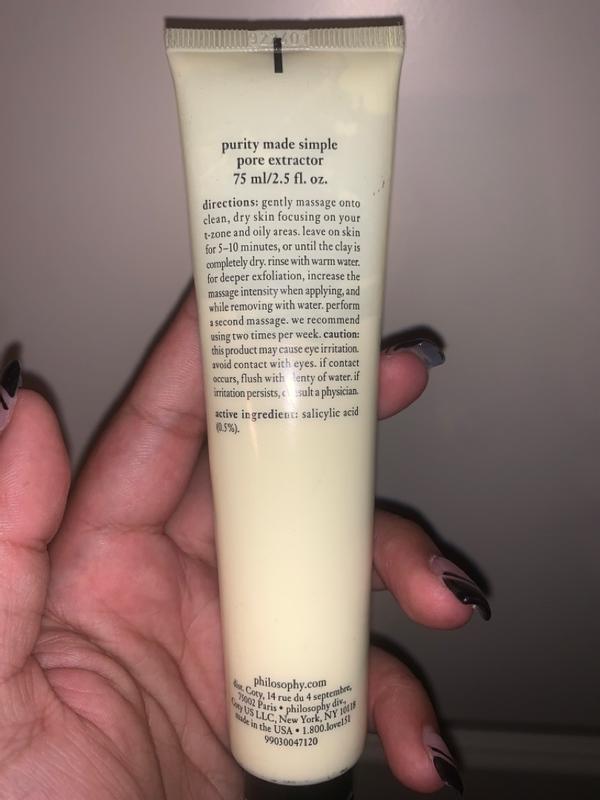 purity made simple
pore extractor
75 ml/2.5 fl. oz.
directions: gently massage onto
clean, dry skin focusing on your
t-zone and oily areas. leave on skin
for 5–10 minutes, or until the clay is
completely dry. rinse with warm water.
for deeper exfoliation, increase the
massage intensity when applying, and
while removing with water. perform
a second massage. we recommend
using two times per week. caution:
this product may cause eye irritation.
avoid contact with eyes. if contact
occurs, flush with plenty of water. if
irritation persists, consult a physician.
active ingredient: salicylic acid
(0.5%).
philosophy.com
dist. Coty, 14 rue du 4 septembre,
75002 Paris • philosophy div.,
Coty US LLC, New York, NY 10118
made in the USA • 1.800.love151
99030047120